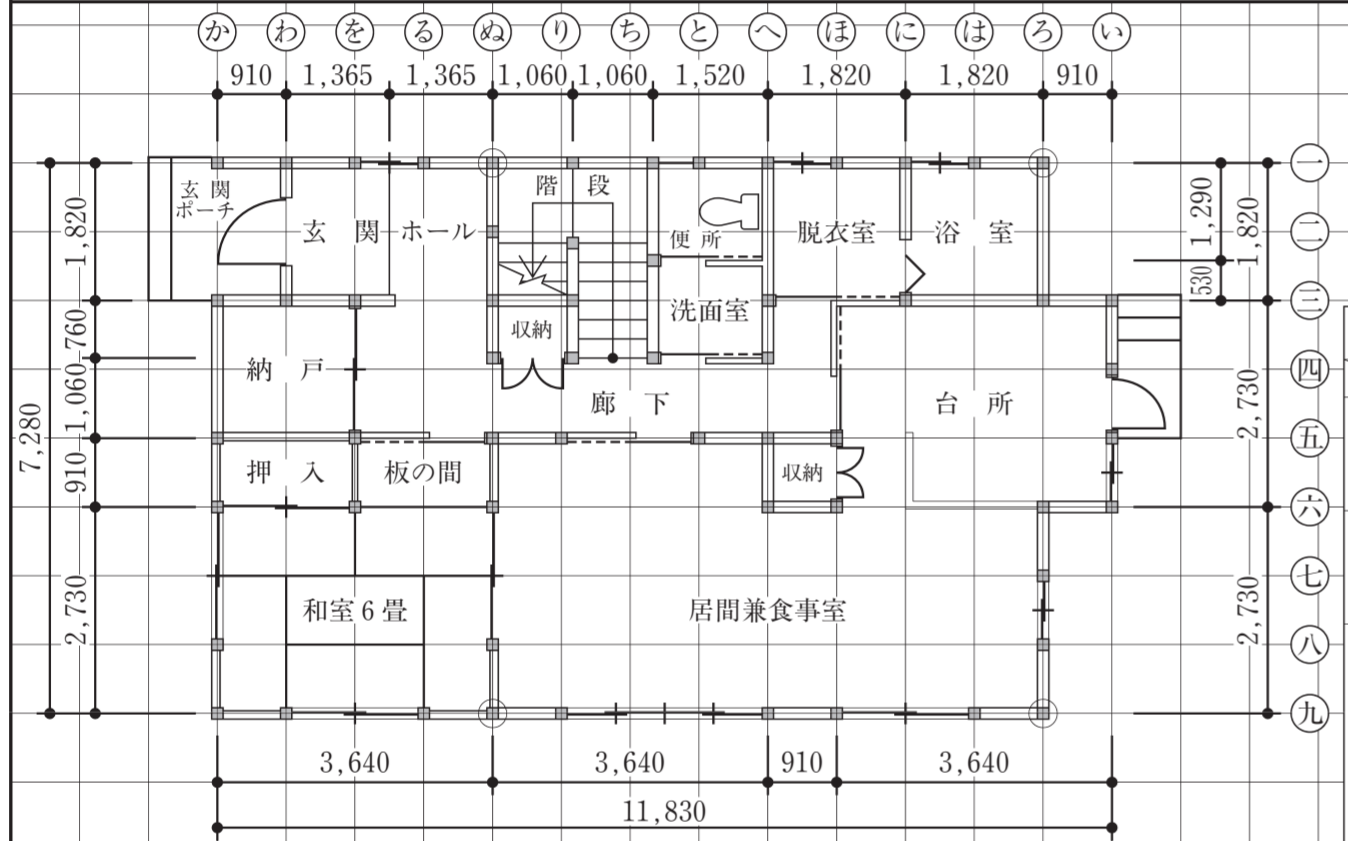 か わ を る ぬ り ち と へ ほ に は ろ い
910 1,365 1,365 1,060 1,060 1,520 1,820 1,820 910
一
二
三
四
五
六
七
八
九
7,280
1,820
760
1,060
910
2,730
1,290
530
1,820
2,730
2,730
玄関
ポーチ
玄関 ホール
階段
便所
脱衣室
浴室
洗面室
収納
納戸
廊下
台所
押入
板の間
収納
和室6畳
居間兼食事室
3,640 3,640 910 3,640
11,830